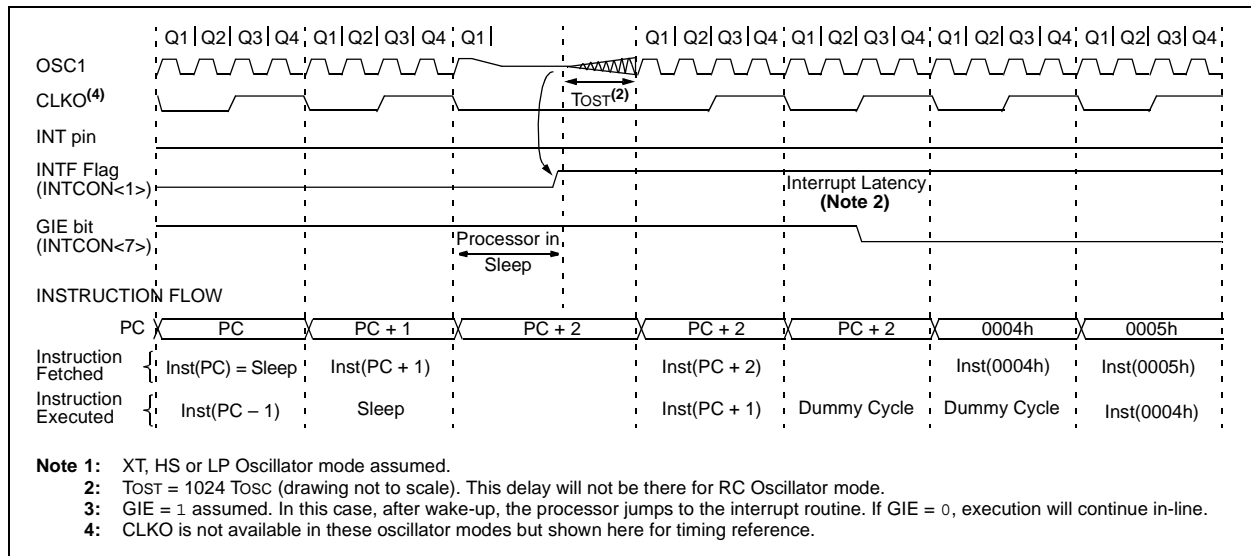 Q1 Q2 Q3 Q4 Q1 Q2 Q3 Q4 Q1 Q1 Q2 Q3 Q4 Q1 Q2 Q3 Q4 Q1 Q2 Q3 Q4 Q1 Q2 Q3 Q4
OSC1
CLKO(4) TOST(2)
INT pin
INTF Flag
(INTCON<1>)
Interrupt Latency
(Note 2)
GIE bit
(INTCON<7>)
Processor in
Sleep
INSTRUCTION FLOW
PC PC PC + 1 PC + 2 PC + 2 PC + 2 0004h 0005h
Instruction
Fetched
Inst(PC) = Sleep Inst(PC + 1) Inst(PC + 2) Inst(0004h) Inst(0005h)
Instruction
Executed
Inst(PC – 1) Sleep Inst(PC + 1) Dummy Cycle Dummy Cycle Inst(0004h)
Note 1: XT, HS or LP Oscillator mode assumed.
2: TOST = 1024 TOSC (drawing not to scale). This delay will not be there for RC Oscillator mode.
3: GIE = 1 assumed. In this case, after wake-up, the processor jumps to the interrupt routine. If GIE = 0, execution will continue in-line.
4: CLKO is not available in these oscillator modes but shown here for timing reference.